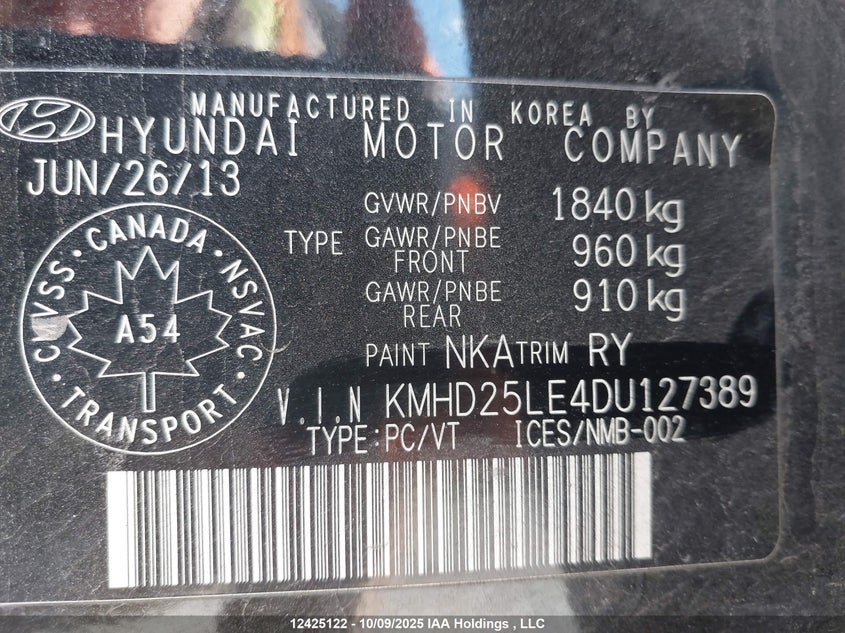 MANUFACTURED IN KOREA BY
HYUNDAI MOTOR COMPANY
JUN/26/13
GVWR/PNBV 1840 kg
TYPE GAWR/PNBE FRONT 960 kg
GAWR/PNBE REAR 910 kg
CMVSS · CANADA · NSVAC · TRANSPORT ·
A54
PAINT NKA TRIM RY
V.I.N KMHD25LE4DU127389
TYPE:PC/VT ICES/NMB-002
12425122 - 10/09/2025 IAA Holdings , LLC